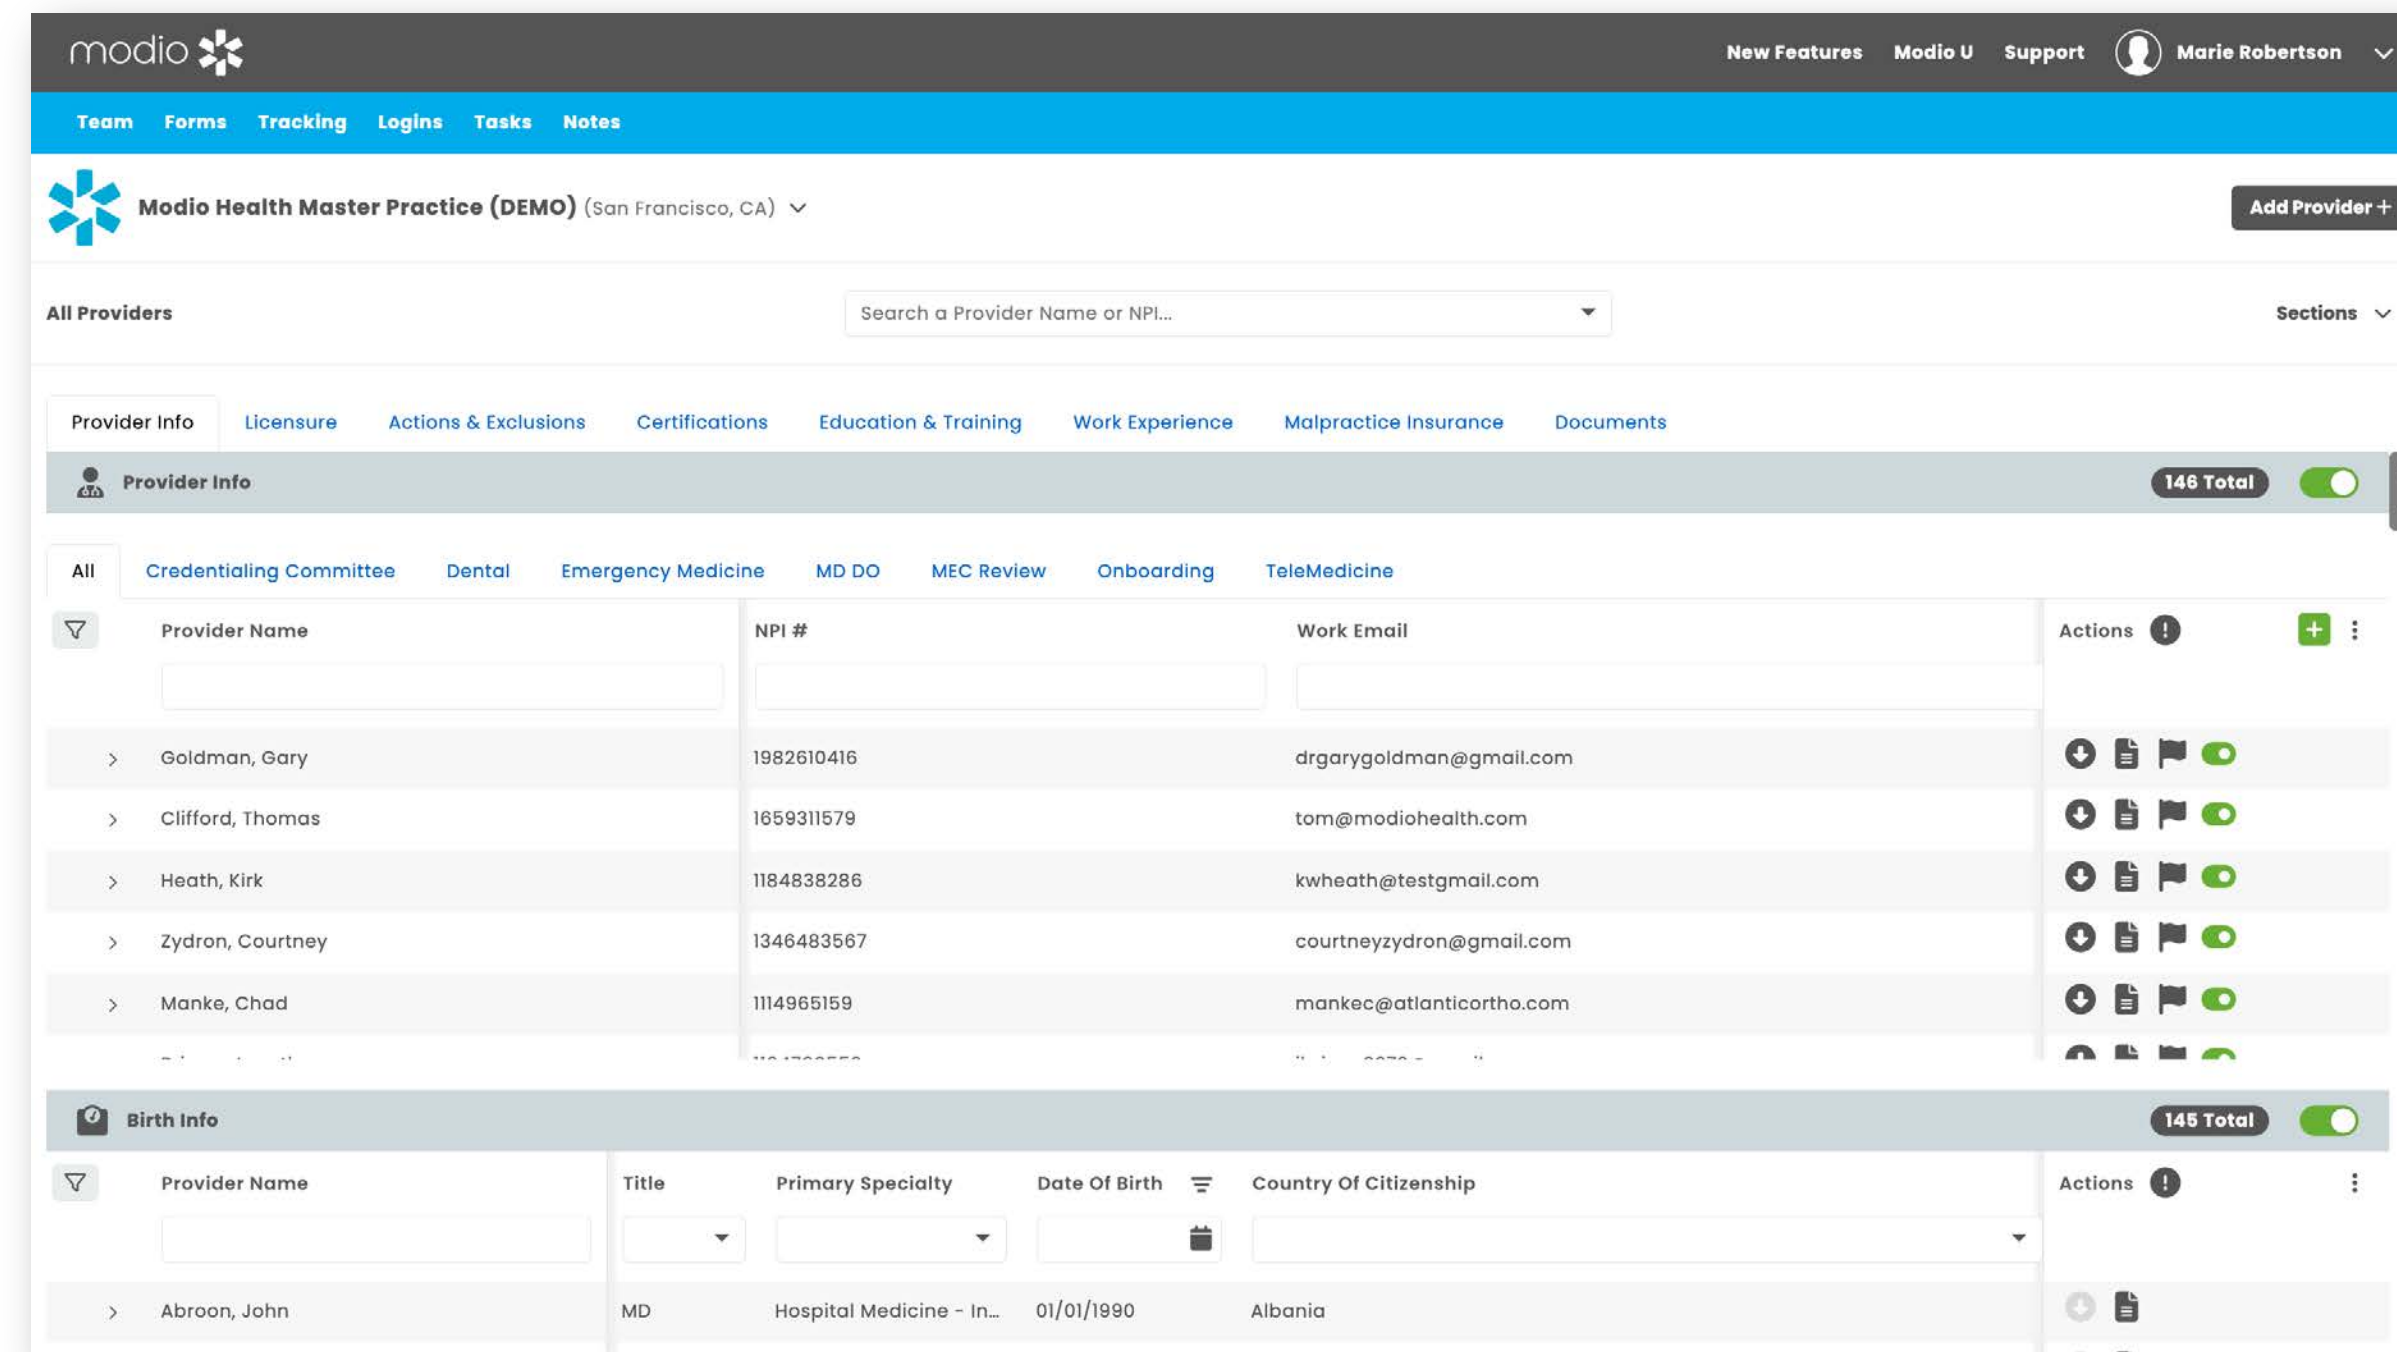 modio
New Features Modio U Support Marie Robertson
Team Forms Tracking Logins Tasks Notes
Modio Health Master Practice (DEMO) (San Francisco, CA)
Add Provider +
All Providers
Search a Provider Name or NPI...
Sections
Provider Info Licensure Actions & Exclusions Certifications Education & Training Work Experience Malpractice Insurance Documents
Provider Info 146 Total
All Credentialing Committee Dental Emergency Medicine MD DO MEC Review Onboarding TeleMedicine
Provider Name NPI # Work Email Actions
Goldman, Gary 1982610416 drgarygoldman@gmail.com
Clifford, Thomas 1659311579 tom@modiohealth.com
Heath, Kirk 1184838286 kwheath@testgmail.com
Zydron, Courtney 1346483567 courtneyzydron@gmail.com
Manke, Chad 1114965159 mankec@atlanticortho.com
Birth Info 145 Total
Provider Name Title Primary Specialty Date Of Birth Country Of Citizenship Actions
Abroon, John MD Hospital Medicine - In... 01/01/1990 Albania